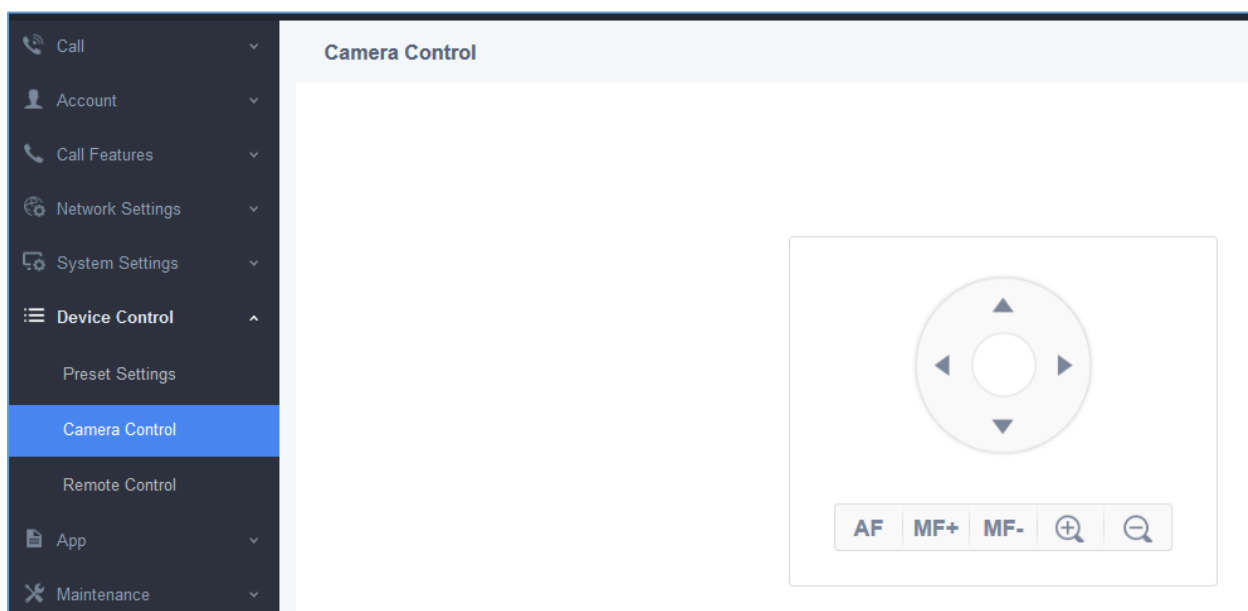 Call
Account
Call Features
Network Settings
System Settings
Device Control
Preset Settings
Camera Control
Remote Control
App
Maintenance
Camera Control
AF MF+ MF-